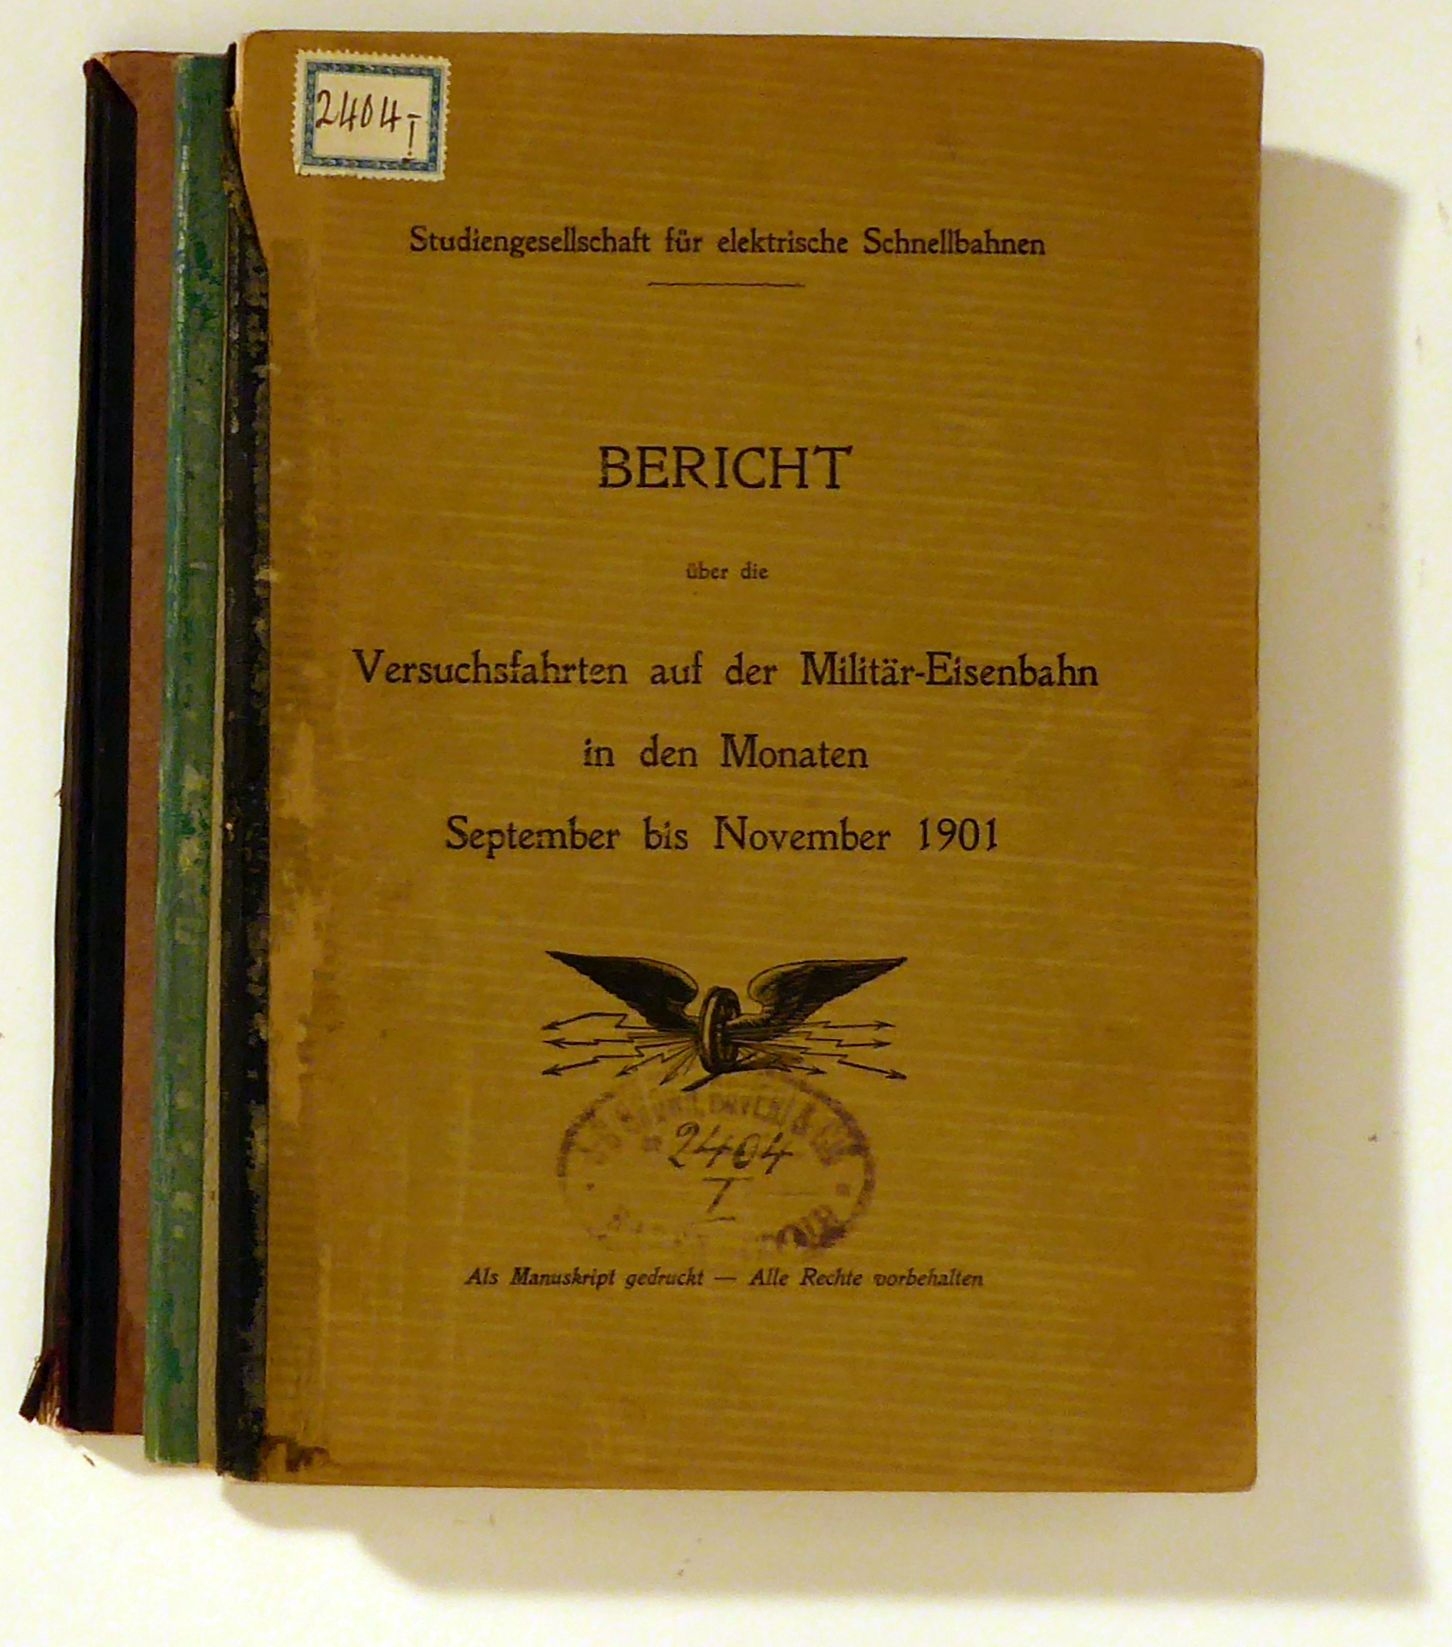 2404-
I
Studiengesellschaft für elektrische Schnellbahnen
BERICHT
über die
Versuchsfahrten auf der Militär-Eisenbahn
in den Monaten
September bis November 1901
2404
I
Als Manuskript gedruckt — Alle Rechte vorbehalten